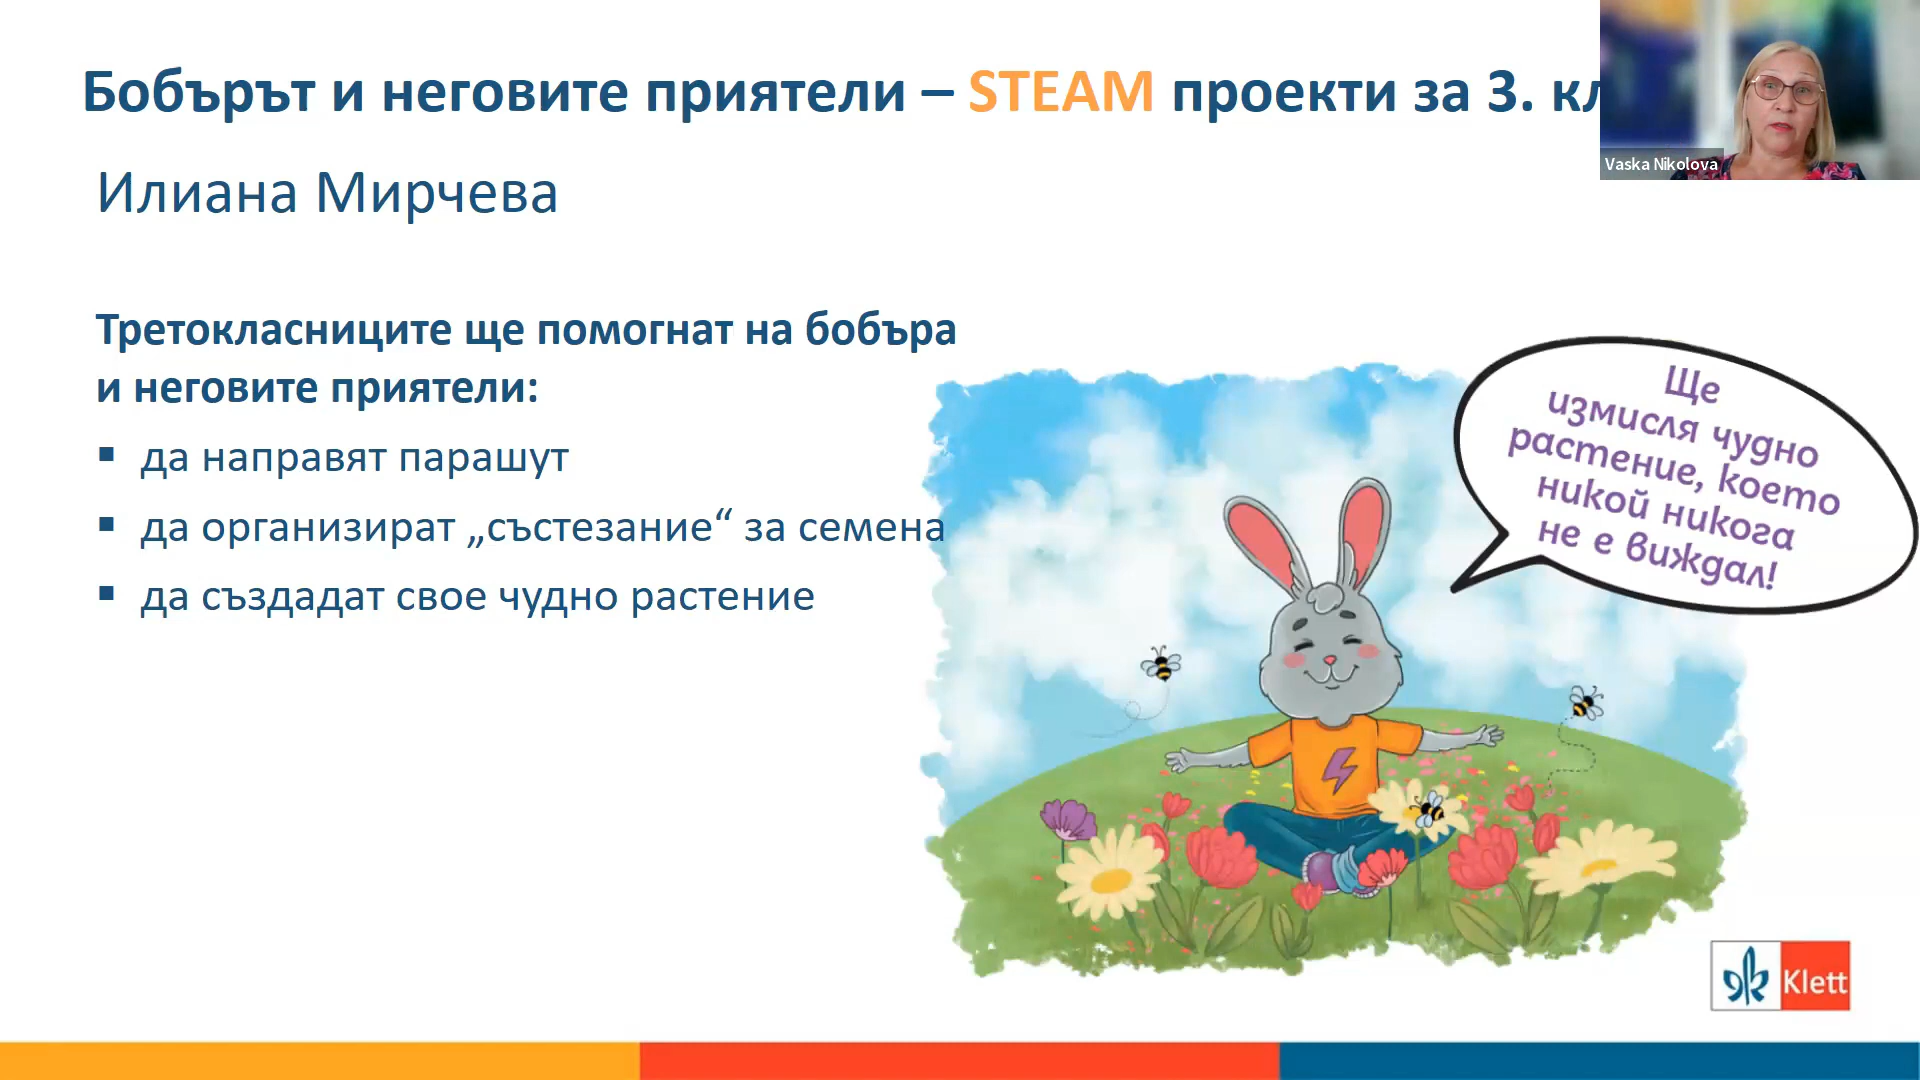 Бобърът и неговите приятели – STEAM проекти за 3. кл
Vaska Nikolova
Илиана Мирчева
Третокласниците ще помогнат на бобъра
и неговите приятели:
▪ да направят парашут
▪ да организират „състезание“ за семена
▪ да създадат свое чудно растение
Ще
измисля чудно
растение, което
никой никога
не е виждал!
Klett